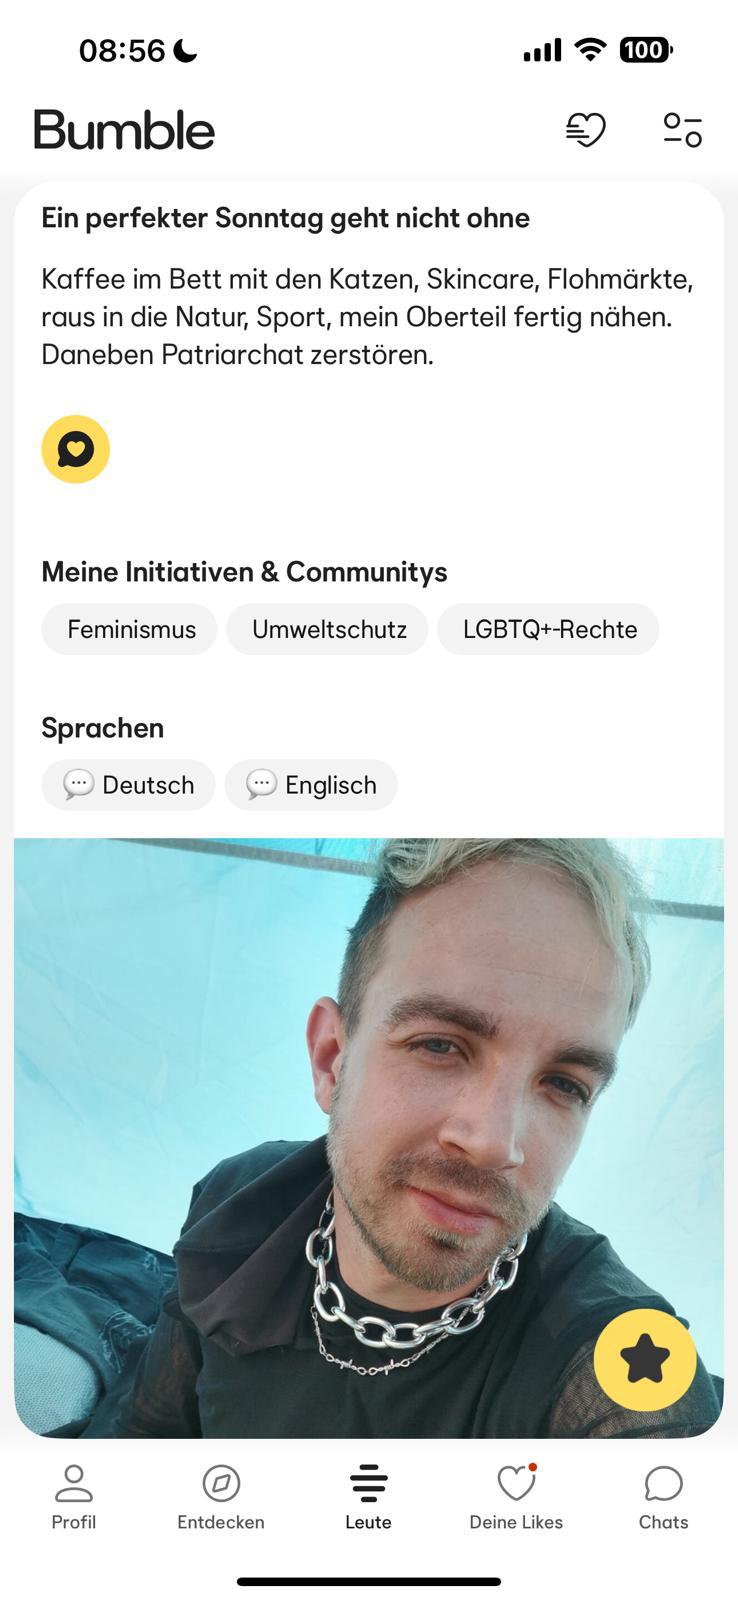 08:56
100
Bumble
Ein perfekter Sonntag geht nicht ohne
Kaffee im Bett mit den Katzen, Skincare, Flohmärkte,
raus in die Natur, Sport, mein Oberteil fertig nähen.
Daneben Patriarchat zerstören.
Meine Initiativen & Communitys
Feminismus Umweltschutz LGBTQ+-Rechte
Sprachen
Deutsch Englisch
Profil Entdecken Leute Deine Likes Chats